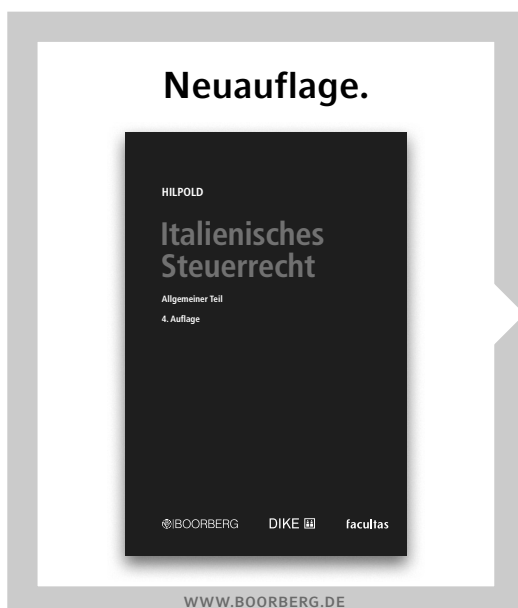 Neuauflage.
HILPOLD
Italienisches
Steuerrecht
Allgemeiner Teil
4. Auflage
BOORBERG DIKE facultas
WWW.BOORBERG.DE